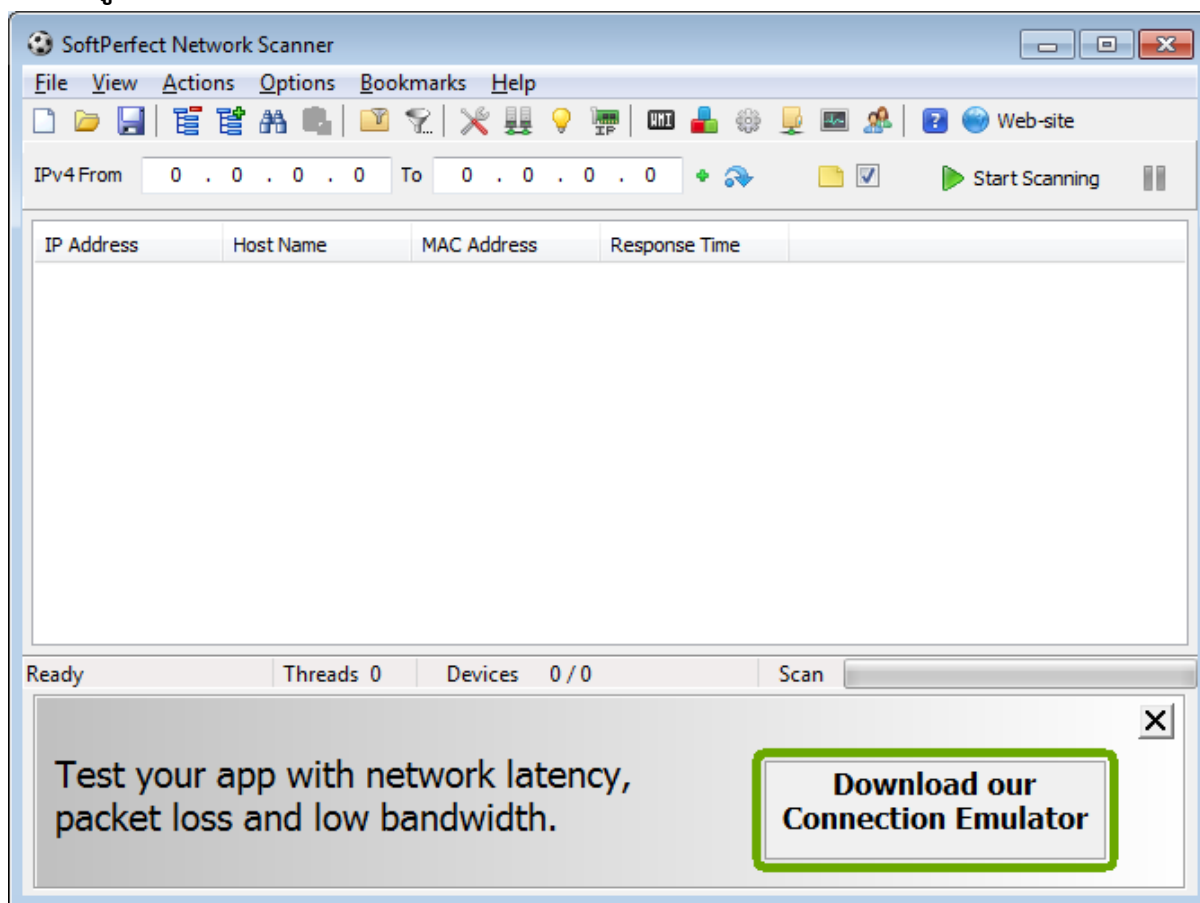 SoftPerfect Network Scanner
File View Actions Options Bookmarks Help
IP WMI ? Web-site
IPv4 From 0 . 0 . 0 . 0 To 0 . 0 . 0 . 0 Start Scanning
IP Address Host Name MAC Address Response Time
Ready Threads 0 Devices 0 / 0 Scan
Test your app with network latency,
packet loss and low bandwidth.
Download our
Connection Emulator